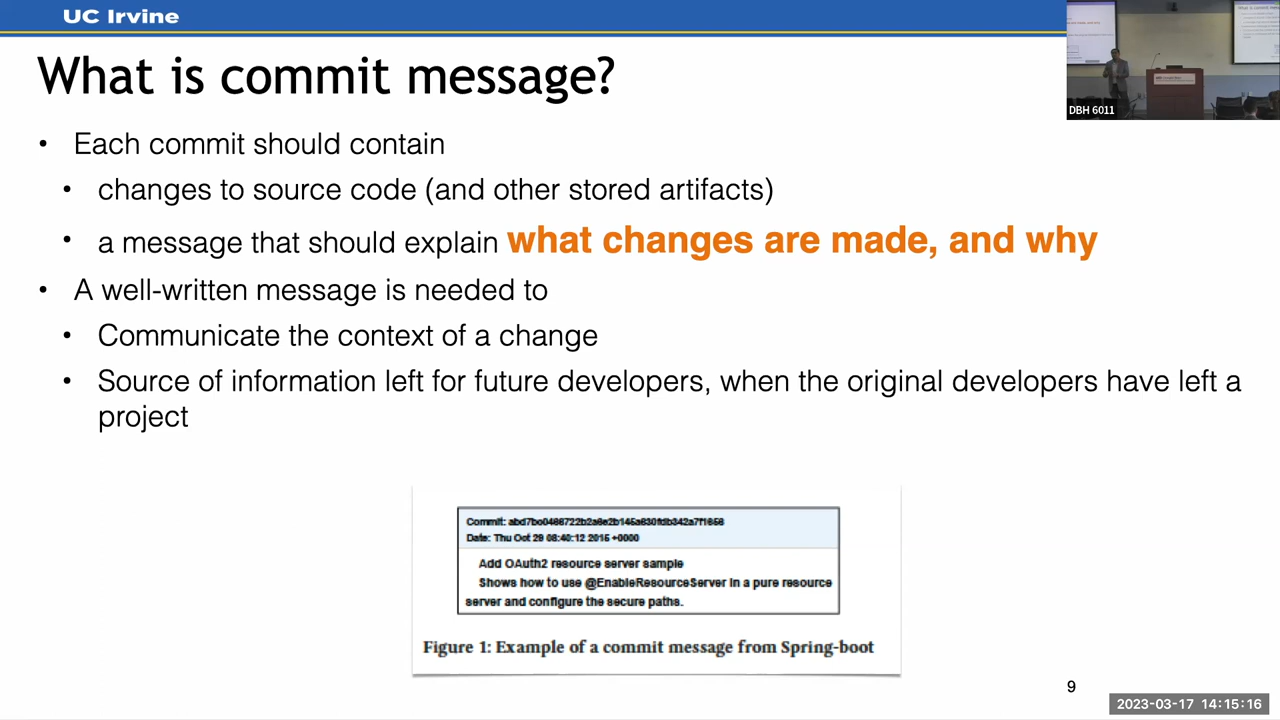 UC Irvine
What is commit message?
• Each commit should contain
• changes to source code (and other stored artifacts)
• a message that should explain what changes are made, and why
• A well-written message is needed to
• Communicate the context of a change
• Source of information left for future developers, when the original developers have left a
project
Commit:
Date: Thu Oct 29 08:40:12 2015 +0000
Add OAuth2 resource server sample
Shows how to use @EnableResourceServer in a pure resource
server and configure the secure paths.
Figure 1: Example of a commit message from Spring-boot
9
DBH 6011
2023-03-17 14:15:16